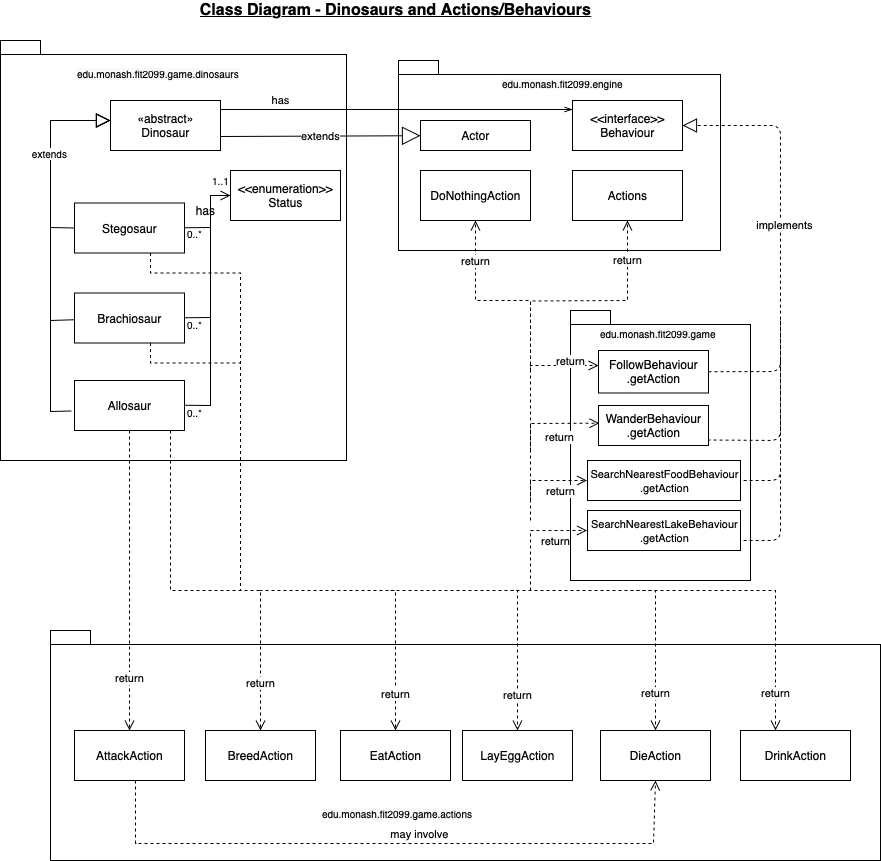 Class Diagram - Dinosaurs and Actions/Behaviours
edu.monash.fit2099.game.dinosaurs
«abstract»
Dinosaur
has
extends
extends
1..1
<<enumeration>>
Status
has
Stegosaur
0..*
Brachiosaur
0..*
Allosaur
0..*
edu.monash.fit2099.engine
Actor
<<interface>>
Behaviour
DoNothingAction
Actions
return
return
implements
edu.monash.fit2099.game
return
FollowBehaviour
.getAction
return
WanderBehaviour
.getAction
return
SearchNearestFoodBehaviour
.getAction
return
SearchNearestLakeBehaviour
.getAction
return
return
return
return
return
return
AttackAction
BreedAction
EatAction
LayEggAction
DieAction
DrinkAction
edu.monash.fit2099.game.actions
may involve